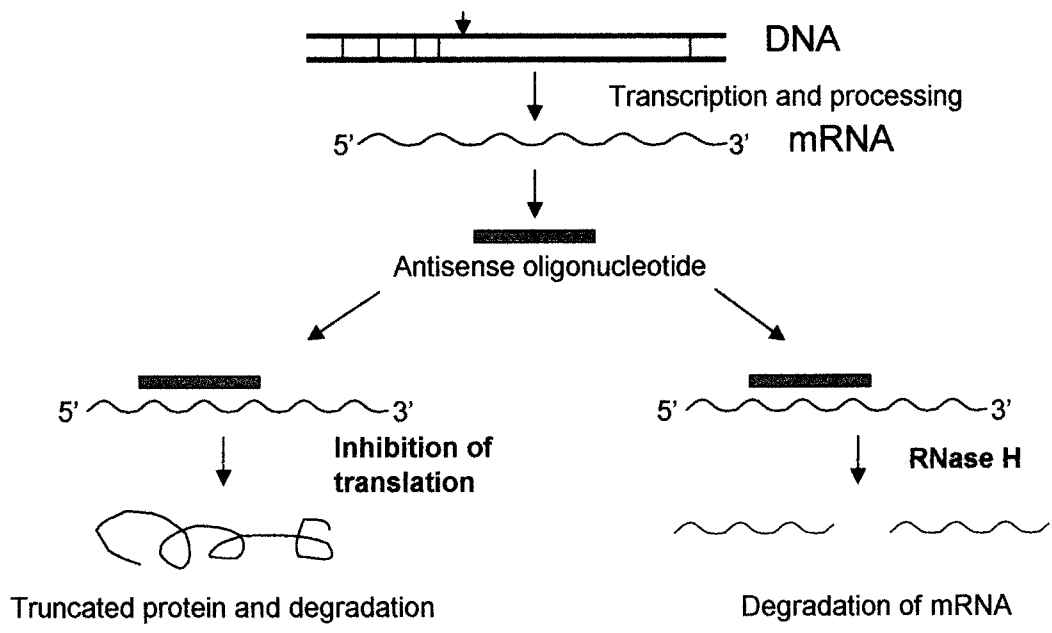 DNA
Transcription and processing
5’ 3’ mRNA
Antisense oligonucleotide
5’ 3’
5’ 3’
Inhibition of
translation
RNase H
Truncated protein and degradation
Degradation of mRNA